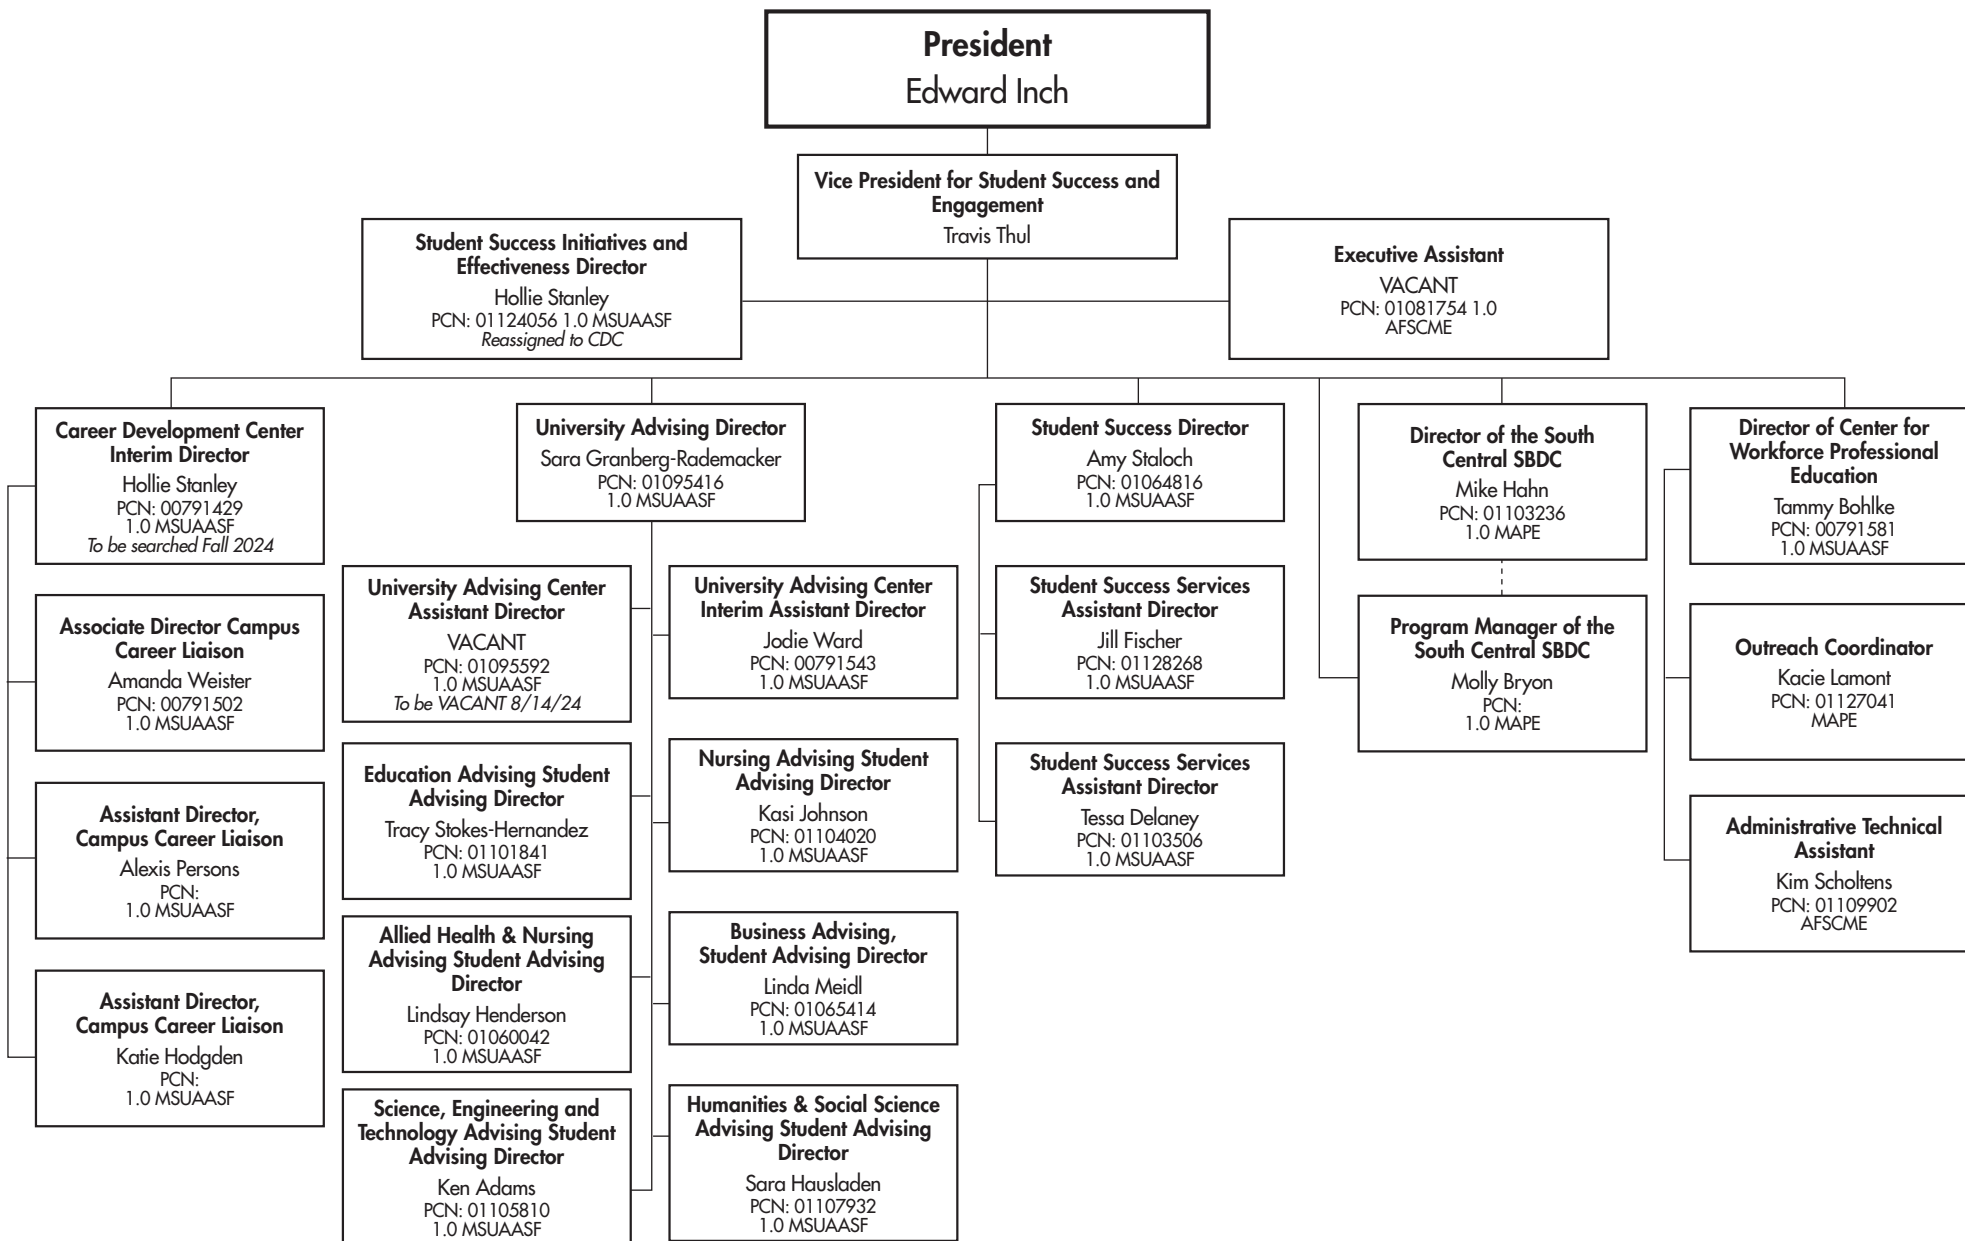 President
Edward Inch
Vice President for Student Success and
Engagement
Travis Thul
Student Success Initiatives and
Effectiveness Director
Hollie Stanley
PCN: 01124056 1.0 MSUAASF
Reassigned to CDC
Executive Assistant
VACANT
PCN: 01081754 1.0
AFSCME
Career Development Center
Interim Director
Hollie Stanley
PCN: 00791429
1.0 MSUAASF
To be searched Fall 2024
Associate Director Campus
Career Liaison
Amanda Weister
PCN: 00791502
1.0 MSUAASF
Assistant Director,
Campus Career Liaison
Alexis Persons
PCN:
1.0 MSUAASF
Assistant Director,
Campus Career Liaison
Katie Hodgden
PCN:
1.0 MSUAASF
University Advising Director
Sara Granberg-Rademacker
PCN: 01095416
1.0 MSUAASF
University Advising Center
Assistant Director
VACANT
PCN: 01095592
1.0 MSUAASF
To be VACANT 8/14/24
University Advising Center
Interim Assistant Director
Jodie Ward
PCN: 00791543
1.0 MSUAASF
Education Advising Student
Advising Director
Tracy Stokes-Hernandez
PCN: 01101841
1.0 MSUAASF
Nursing Advising Student
Advising Director
Kasi Johnson
PCN: 01104020
1.0 MSUAASF
Allied Health & Nursing
Advising Student Advising
Director
Lindsay Henderson
PCN: 01060042
1.0 MSUAASF
Business Advising,
Student Advising Director
Linda Meidl
PCN: 01065414
1.0 MSUAASF
Science, Engineering and
Technology Advising Student
Advising Director
Ken Adams
PCN: 01105810
1.0 MSUAASF
Humanities & Social Science
Advising Student Advising
Director
Sara Hausladen
PCN: 01107932
1.0 MSUAASF
Student Success Director
Amy Staloch
PCN: 01064816
1.0 MSUAASF
Student Success Services
Assistant Director
Jill Fischer
PCN: 01128268
1.0 MSUAASF
Student Success Services
Assistant Director
Tessa Delaney
PCN: 01103506
1.0 MSUAASF
Director of the South
Central SBDC
Mike Hahn
PCN: 01103236
1.0 MAPE
Program Manager of the
South Central SBDC
Molly Bryon
PCN:
1.0 MAPE
Director of Center for
Workforce Professional
Education
Tammy Bohlke
PCN: 00791581
1.0 MSUAASF
Outreach Coordinator
Kacie Lamont
PCN: 01127041
MAPE
Administrative Technical
Assistant
Kim Scholtens
PCN: 01109902
AFSCME